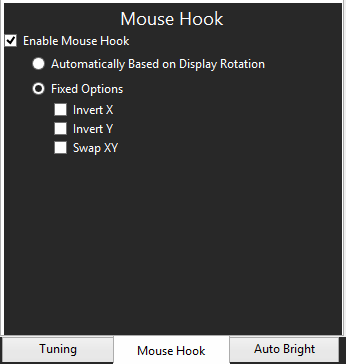 Mouse Hook
Enable Mouse Hook
Automatically Based on Display Rotation
Fixed Options
Invert X
Invert Y
Swap XY
Tuning
Mouse Hook
Auto Bright